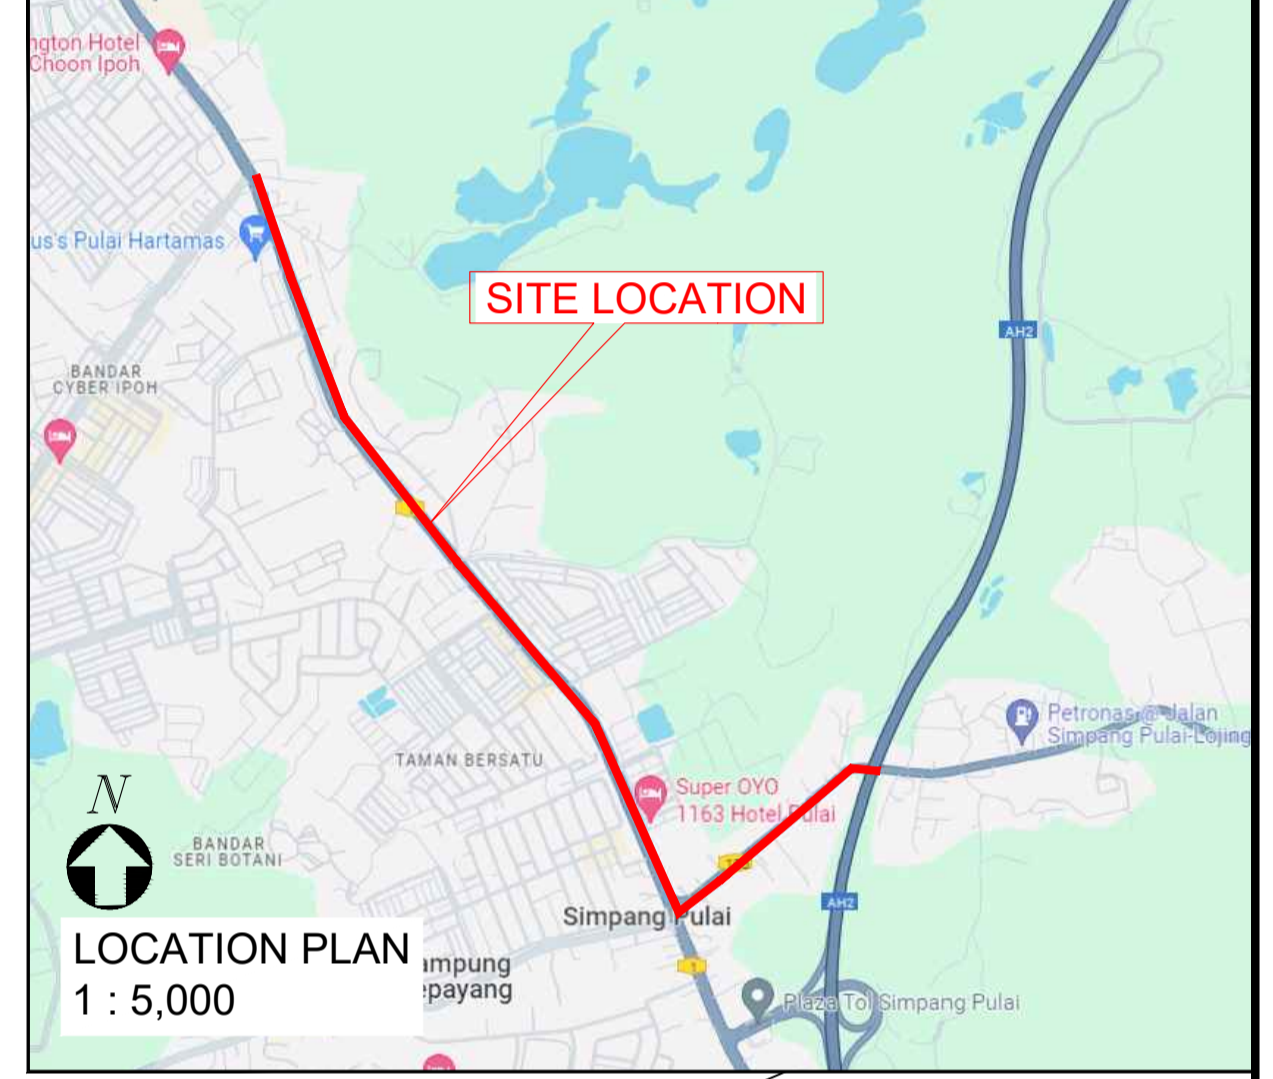 ngton Hotel
Choon Ipoh
us's Pulai Hartamas
SITE LOCATION
AH2
BANDAR
CYBER IPOH
Petronas @ Jalan
Simpang Pulai-Lojing
TAMAN BERSATU
Super OYO
1163 Hotel Pulai
N
BANDAR
SERI BOTANI
AH2
Simpang Pulai
LOCATION PLAN
1 : 5,000
ampung
epayang
1
Plaza Tol Simpang Pulai